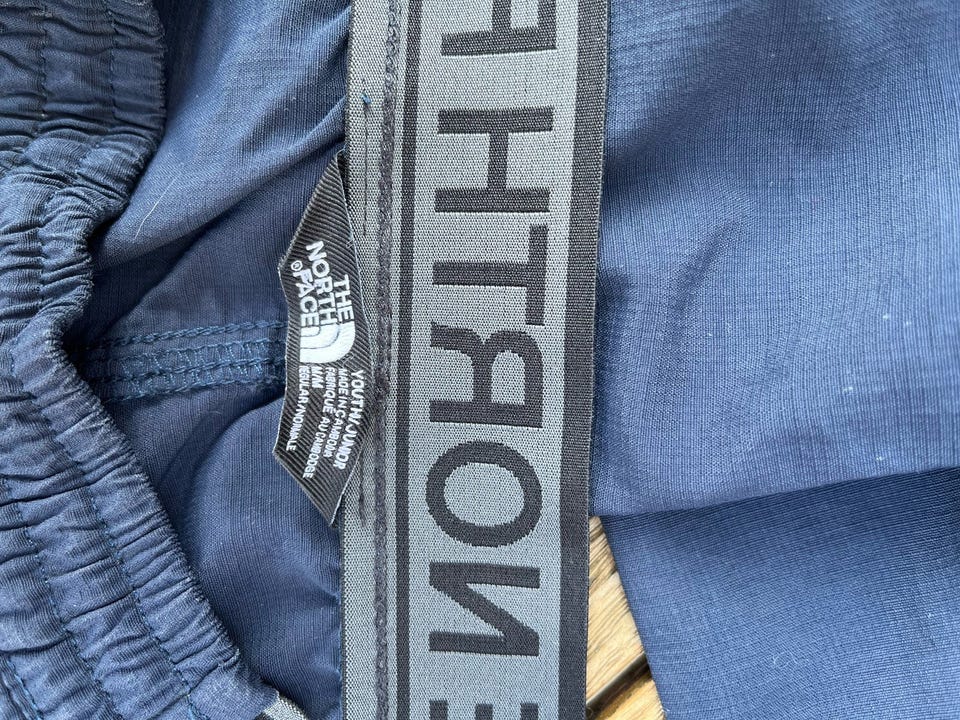 THE
NORTH
FACE®
YOUTH/JUNIOR
MADE IN CAMBODIA
FABRIQUÉ AU CAMBODGE
M/M
REGULAR/NORMALE
NORTH